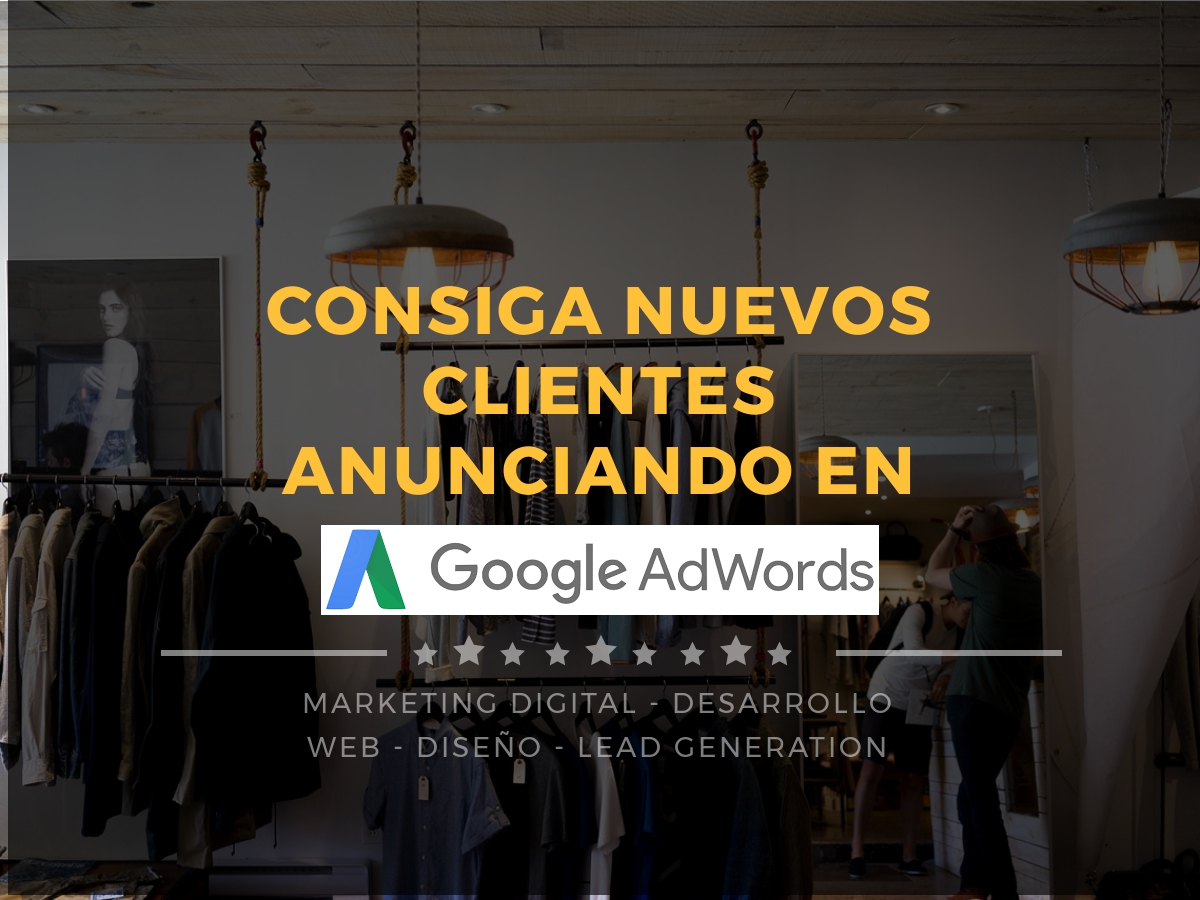 CONSIGA NUEVOS
CLIENTES
ANUNCIANDO EN
Google AdWords
MARKETING DIGITAL - DESARROLLO
WEB - DISEÑO - LEAD GENERATION